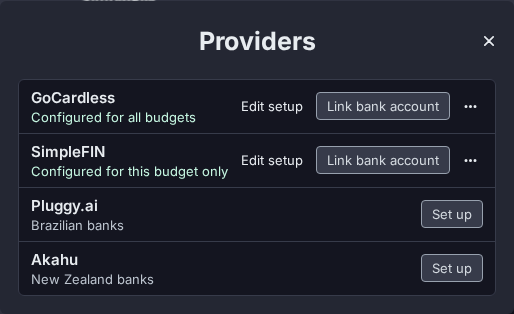 Providers
GoCardless
Configured for all budgets
Edit setup
Link bank account
SimpleFIN
Configured for this budget only
Edit setup
Link bank account
Pluggy.ai
Brazilian banks
Set up
Akahu
New Zealand banks
Set up